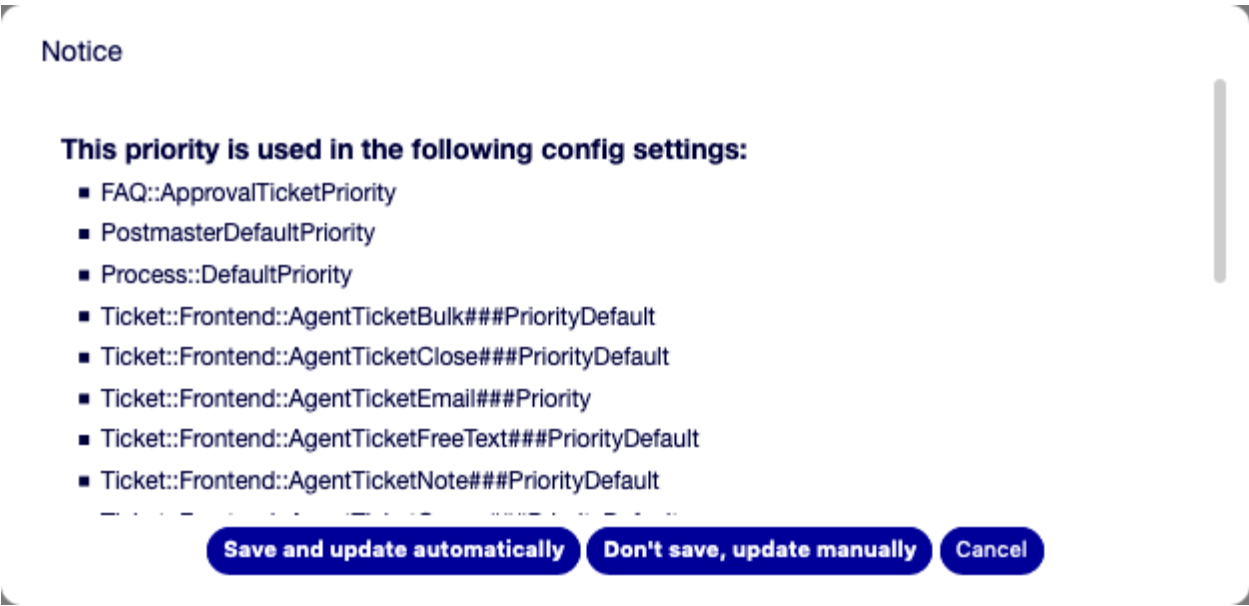 Notice
This priority is used in the following config settings:
FAQ::ApprovalTicketPriority
PostmasterDefaultPriority
Process::DefaultPriority
Ticket::Frontend::AgentTicketBulk###PriorityDefault
Ticket::Frontend::AgentTicketClose###PriorityDefault
Ticket::Frontend::AgentTicketEmail###Priority
Ticket::Frontend::AgentTicketFreeText###PriorityDefault
Ticket::Frontend::AgentTicketNote###PriorityDefault
Save and update automatically Don't save, update manually Cancel